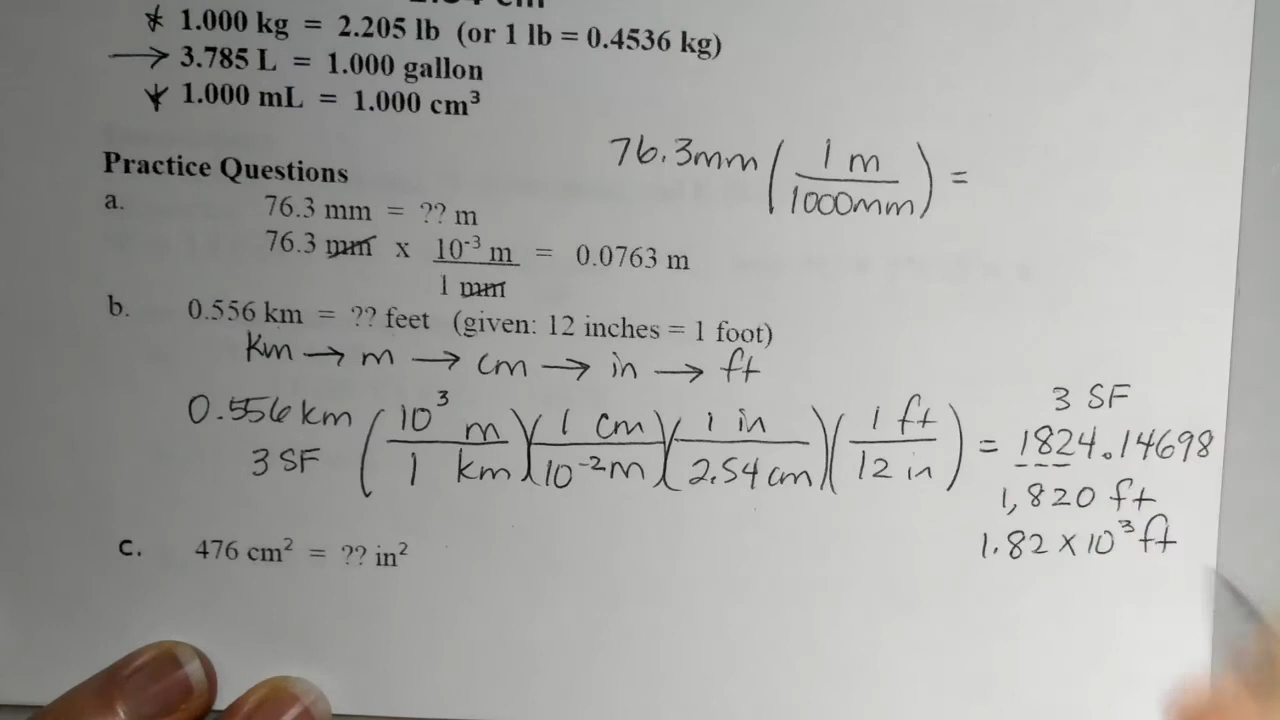 * 1.000 kg = 2.205 lb (or 1 lb = 0.4536 kg)
→ 3.785 L = 1.000 gallon
* 1.000 mL = 1.000 cm³
76.3mm ( 1 m / 1000mm ) =
Practice Questions
a. 76.3 mm = ?? m
76.3 mm x 10⁻³ m / 1 mm = 0.0763 m
b. 0.556 km = ?? feet (given: 12 inches = 1 foot)
Km → m → cm → in → ft
3 SF
0.556 km ( 10³ m / 1 km )( 1 cm / 10⁻² m )( 1 in / 2.54 cm )( 1 ft / 12 in ) = 1824.14698
3 SF
1,820 ft
1.82 x 10³ ft
c. 476 cm² = ?? in²